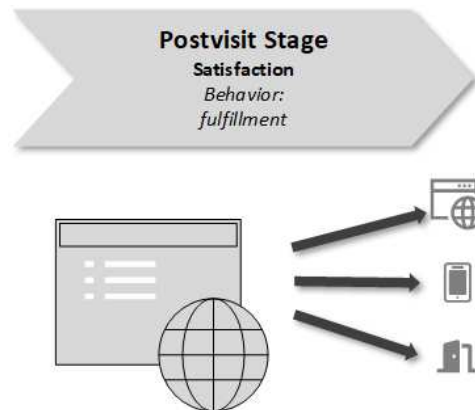 Postvisit Stage
Satisfaction
Behavior:
fulfillment